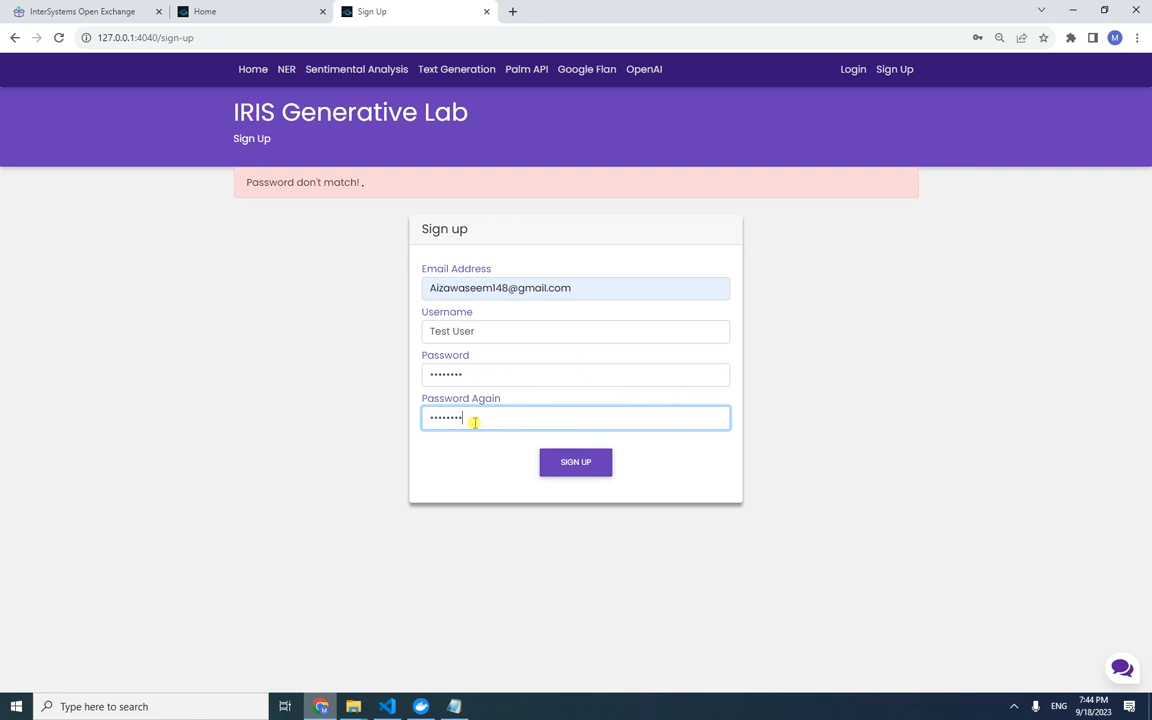 InterSystems Open Exchange
Home
Sign Up
127.0.0.1:4040/sign-up
M
Home NER Sentimental Analysis Text Generation Palm API Google Flan OpenAI Login Sign Up
IRIS Generative Lab
Sign Up
Password don't match! .
Sign up
Email Address
Aizawaseem148@gmail.com
Username
Test User
Password
••••••••
Password Again
••••••••
SIGN UP
Type here to search
ENG
7:44 PM
9/18/2023